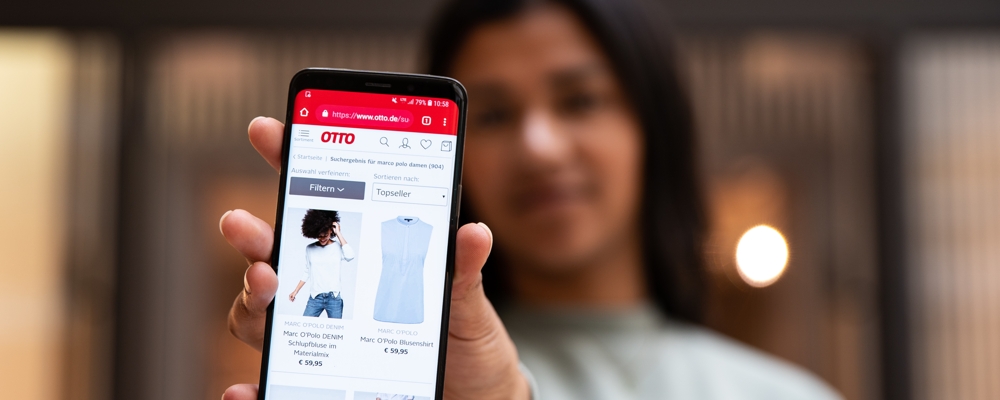 79% 10:58
https://www.otto.de/su
OTTO
Startseite | Suchergebnis für marco polo damen (904)
Auswahl verfeinern:
Sortieren nach:
Filtern
Topseller
MARC O'POLO DENIM
Marc O'Polo DENIM
Schlupfbluse im
Materialmix
€ 59,95
MARC O'POLO
Marc O'Polo Blusenshirt
€ 59,95